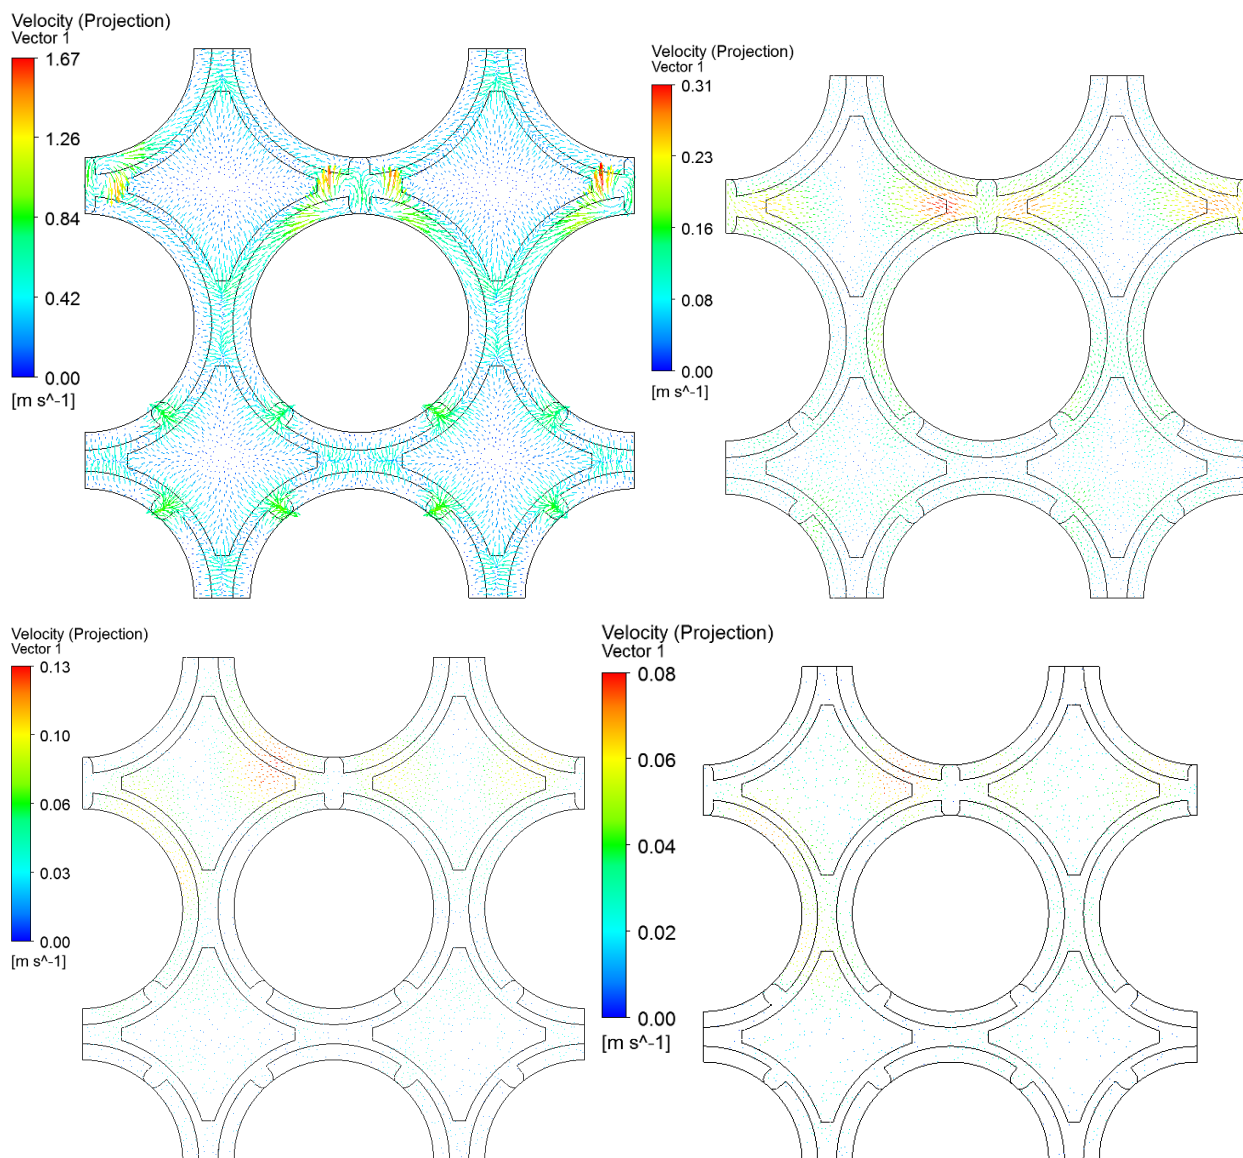 Velocity (Projection)
Vector 1
1.67
1.26
0.84
0.42
0.00
[m s^-1]
Velocity (Projection)
Vector 1
0.31
0.23
0.16
0.08
0.00
[m s^-1]
Velocity (Projection)
Vector 1
0.13
0.10
0.06
0.03
0.00
[m s^-1]
Velocity (Projection)
Vector 1
0.08
0.06
0.04
0.02
0.00
[m s^-1]